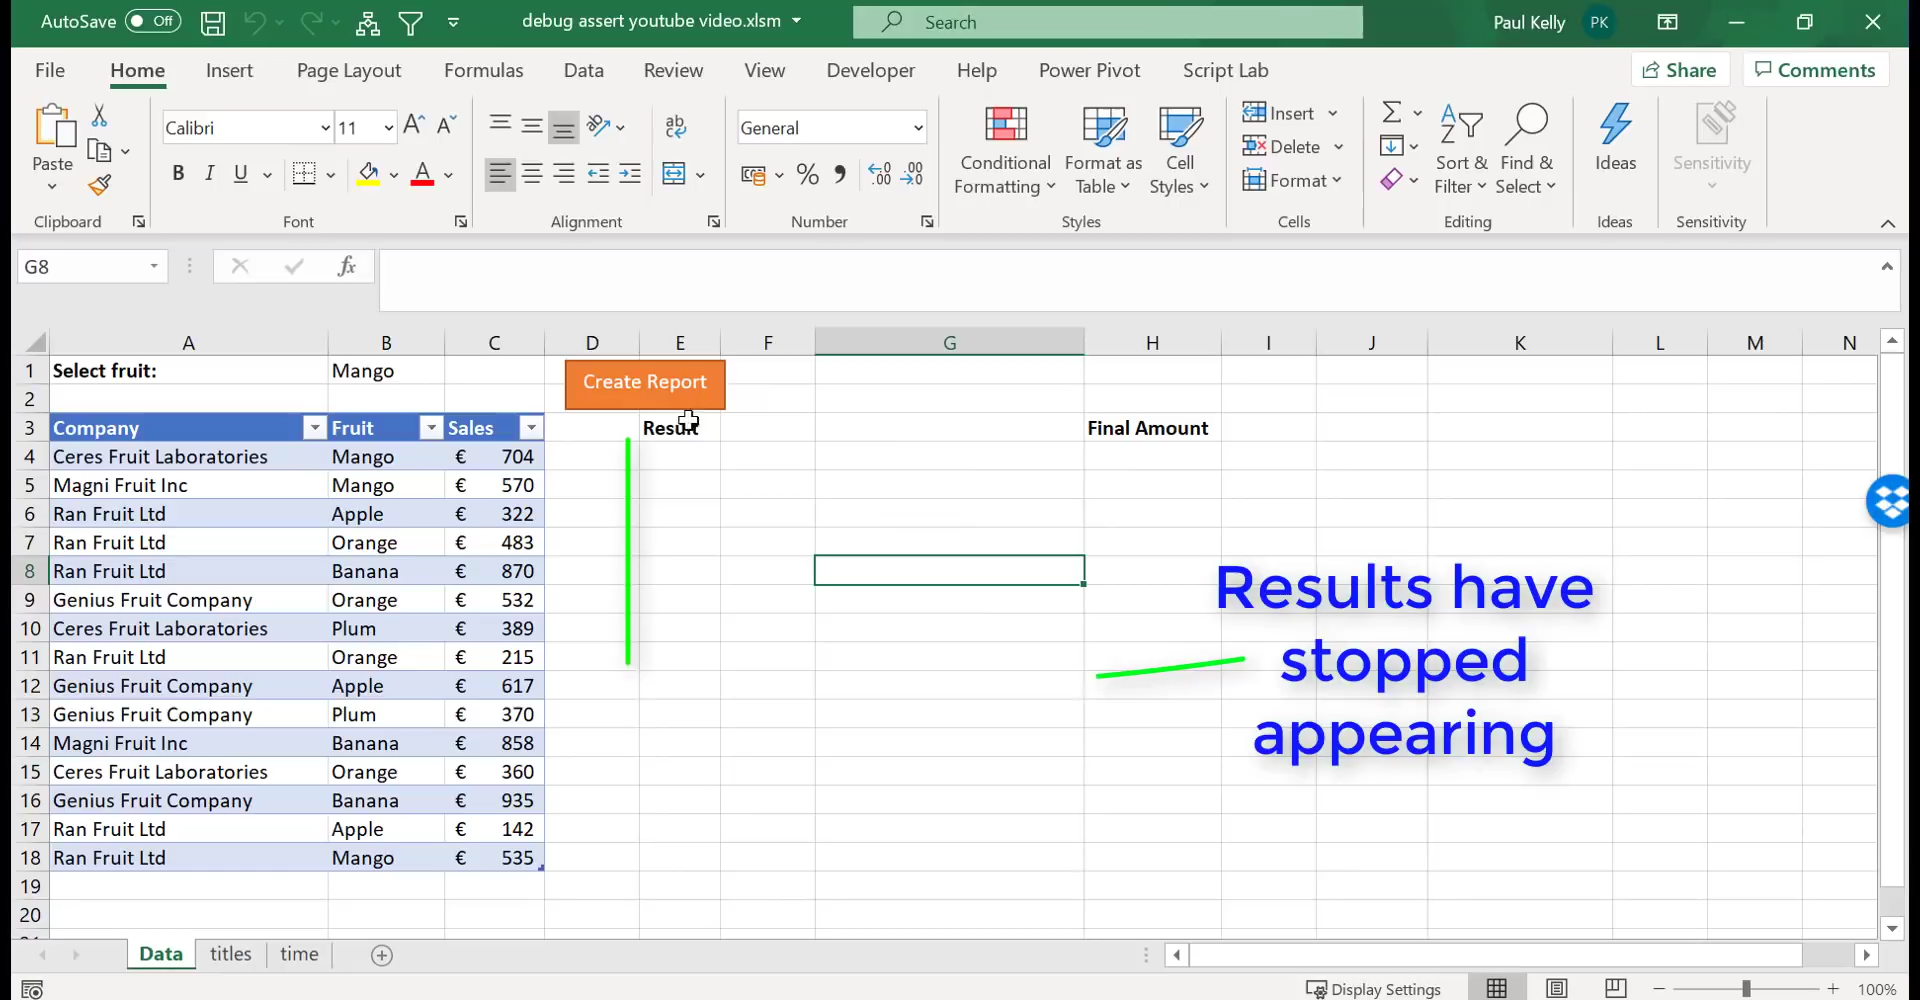 AutoSave Off debug assert youtube video.xlsm Search Paul Kelly PK
File Home Insert Page Layout Formulas Data Review View Developer Help Power Pivot Script Lab Share Comments
Paste
Clipboard
Calibri 11
B I U
Font
ab
Alignment
General
%
Number
Conditional Formatting
Format as Table
Cell Styles
Styles
Insert
Delete
Format
Cells
Sort & Filter
Find & Select
Editing
Ideas
Ideas
Sensitivity
Sensitivity
G8 fx
A B C D E F G H I J K L M N
1 Select fruit: Mango Create Report
2
3 Company Fruit Sales Result Final Amount
4 Ceres Fruit Laboratories Mango € 704
5 Magni Fruit Inc Mango € 570
6 Ran Fruit Ltd Apple € 322
7 Ran Fruit Ltd Orange € 483
8 Ran Fruit Ltd Banana € 870
9 Genius Fruit Company Orange € 532
10 Ceres Fruit Laboratories Plum € 389
11 Ran Fruit Ltd Orange € 215
12 Genius Fruit Company Apple € 617
13 Genius Fruit Company Plum € 370
14 Magni Fruit Inc Banana € 858
15 Ceres Fruit Laboratories Orange € 360
16 Genius Fruit Company Banana € 935
17 Ran Fruit Ltd Apple € 142
18 Ran Fruit Ltd Mango € 535
19
20
Results have
stopped
appearing
Data titles time
Display Settings 100%